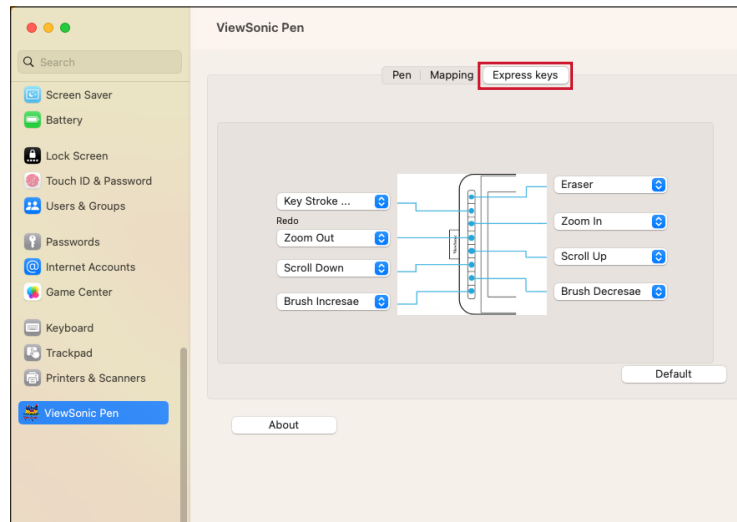 ViewSonic Pen
Search
Screen Saver
Battery
Lock Screen
Touch ID & Password
Users & Groups
Passwords
Internet Accounts
Game Center
Keyboard
Trackpad
Printers & Scanners
ViewSonic Pen
Pen Mapping Express keys
Key Stroke ...
Redo
Zoom Out
Scroll Down
Brush Incresae
Eraser
Zoom In
Scroll Up
Brush Decresae
Default
About